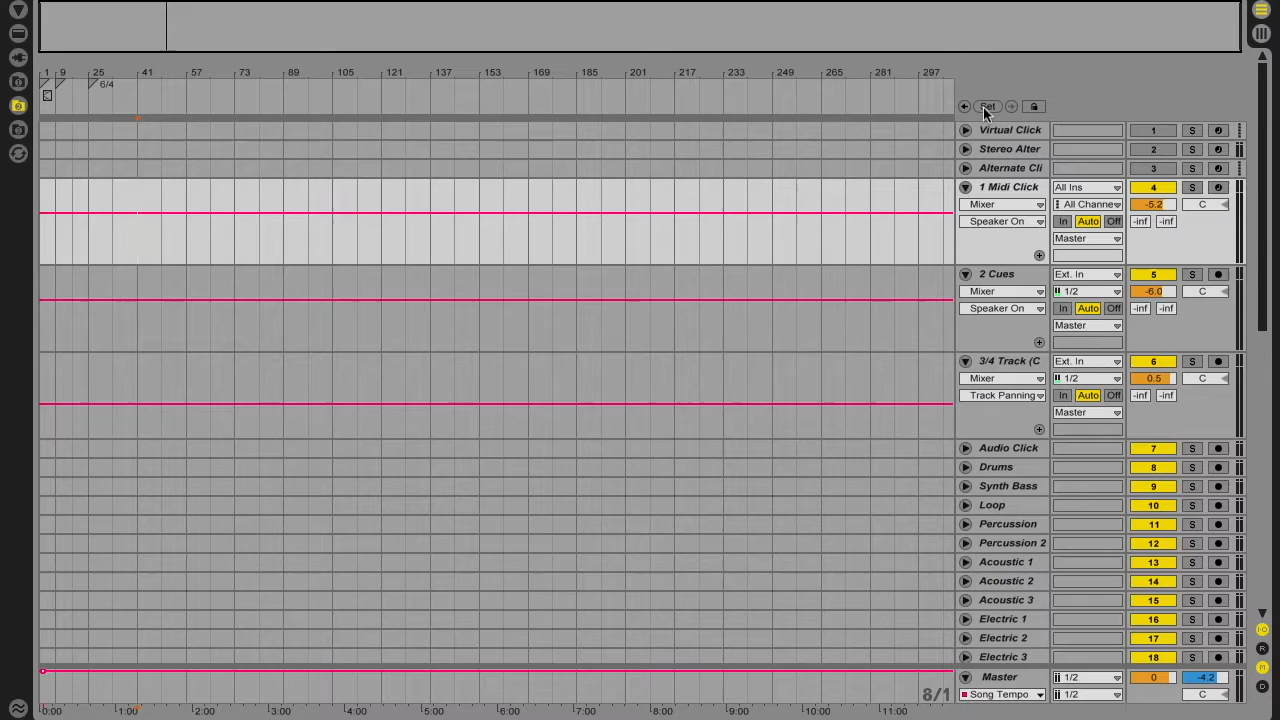 1 9 25 41 57 73 89 105 121 137 153 169 185 201 217 233 249 265 281 297
6/4
Set
Virtual Click 1 S
Stereo Alter 2 S
Alternate Cli 3 S
1 Midi Click All Ins 4 S
Mixer All Channe -5.2 C
Speaker On In Auto Off -inf -inf
Master
2 Cues Ext. In 5 S
Mixer 1/2 -6.0 C
Speaker On In Auto Off -inf -inf
Master
3/4 Track (C Ext. In 6 S
Mixer 1/2 0.5 C
Track Panning In Auto Off -inf -inf
Master
Audio Click 7 S
Drums 8 S
Synth Bass 9 S
Loop 10 S
Percussion 11 S
Percussion 2 12 S
Acoustic 1 13 S
Acoustic 2 14 S
Acoustic 3 15 S
Electric 1 16 S
Electric 2 17 S
Electric 3 18 S
I-O
R
M
D
Master 1/2 0 -4.2
8/1 Song Tempo 1/2 C
0:00 1:00 2:00 3:00 4:00 5:00 6:00 7:00 8:00 9:00 10:00 11:00